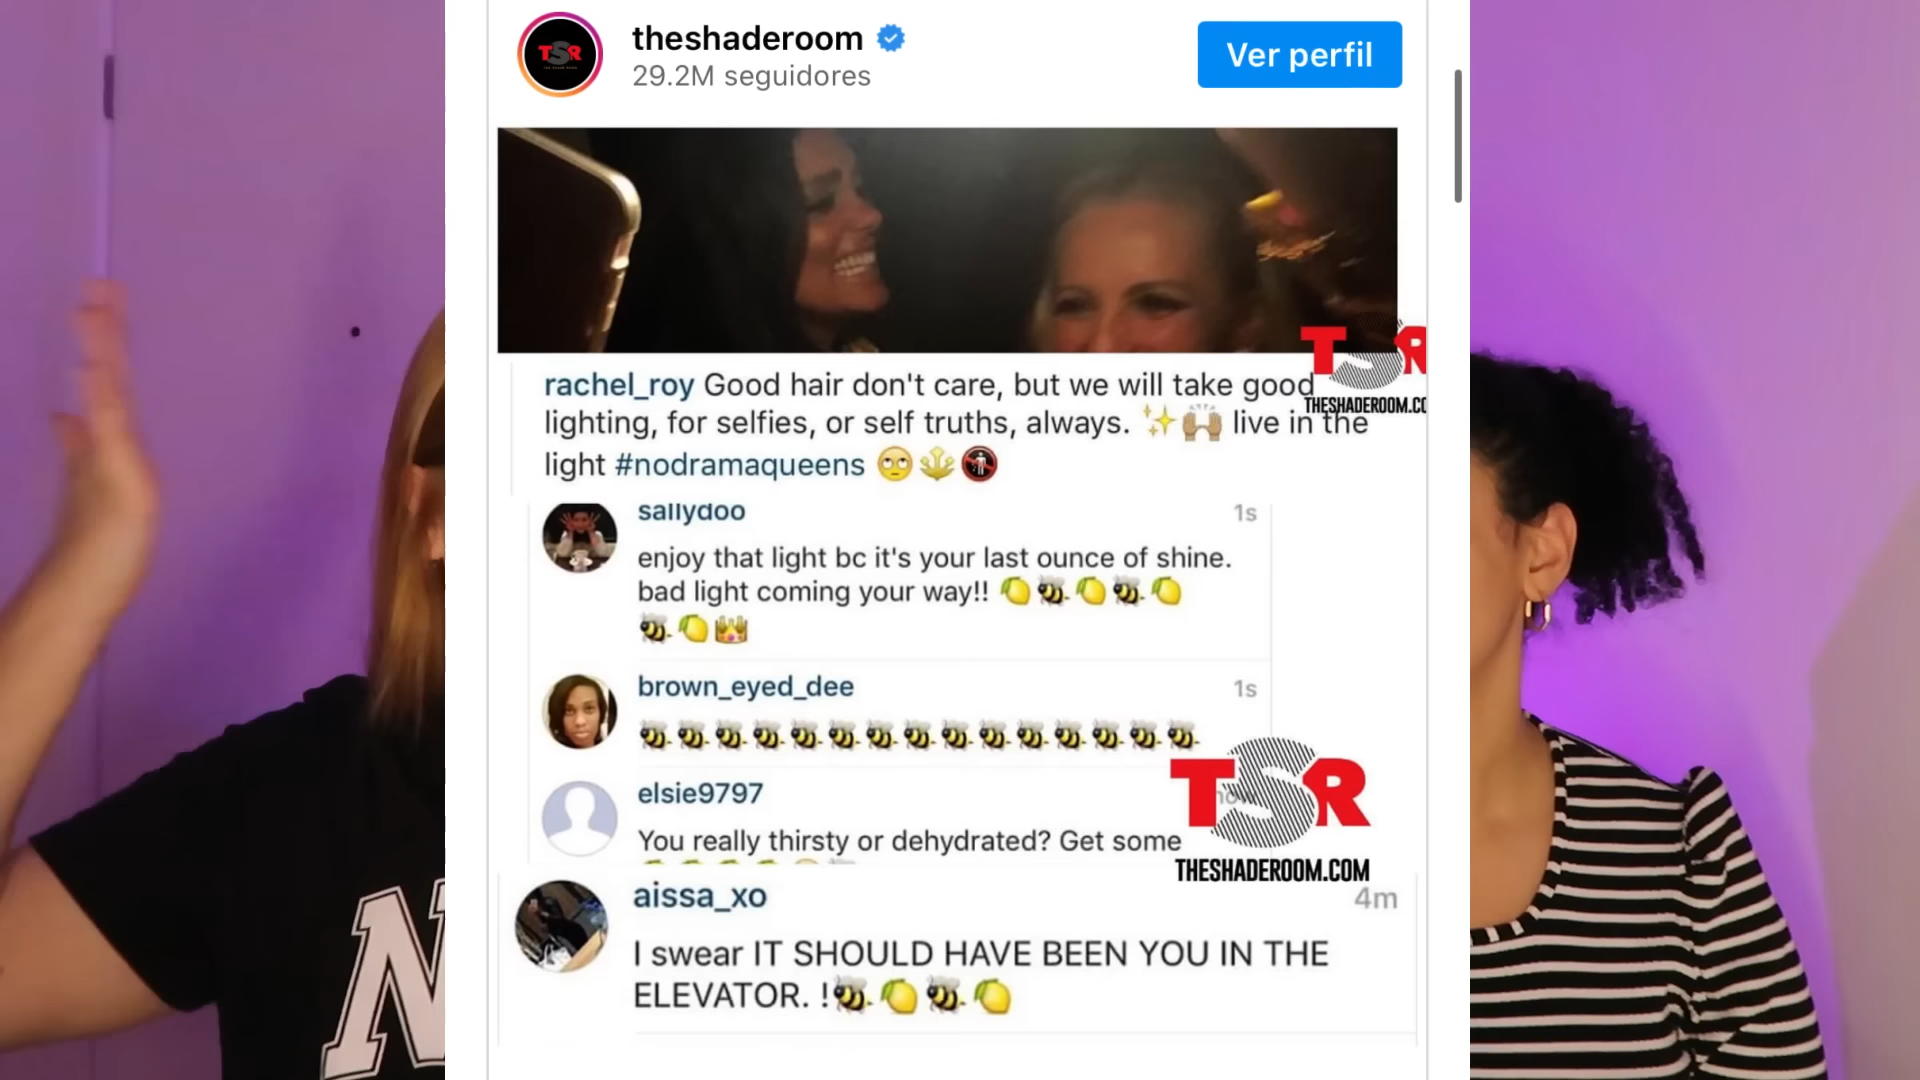 theshaderoom
29.2M seguidores
Ver perfil
TSR
TSR
THESHADEROOM.CO
rachel_roy Good hair don't care, but we will take good
lighting, for selfies, or self truths, always. ✨🙌🏽 live in the
light #nodramaqueens 🙄🔱🚯
sallydoo 1s
enjoy that light bc it's your last ounce of shine.
bad light coming your way!! 🍋🐝🍋🐝🍋
🐝🍋👑
brown_eyed_dee 1s
🐝🐝🐝🐝🐝🐝🐝🐝🐝🐝🐝🐝🐝🐝🐝
elsie9797 now
You really thirsty or dehydrated? Get some
TSR
THESHADEROOM.COM
aissa_xo 4m
I swear IT SHOULD HAVE BEEN YOU IN THE
ELEVATOR. !🐝🍋🐝🍋
N